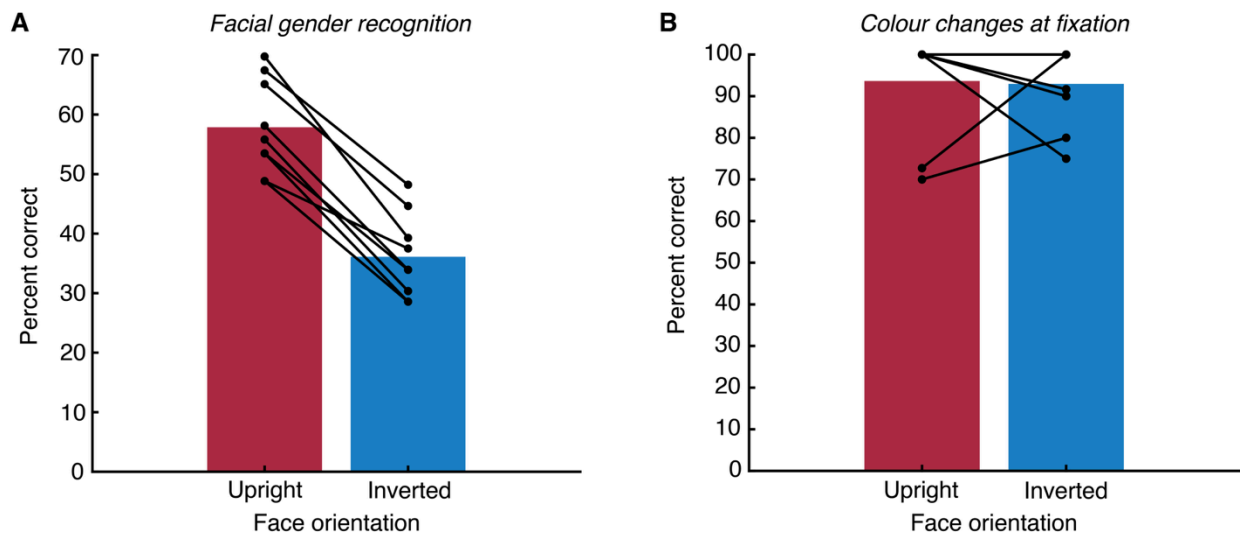 A
Facial gender recognition
Percent correct
70
60
50
40
30
20
10
0
Upright
Inverted
Face orientation
B
Colour changes at fixation
Percent correct
100
90
80
70
60
50
40
30
20
10
0
Upright
Inverted
Face orientation